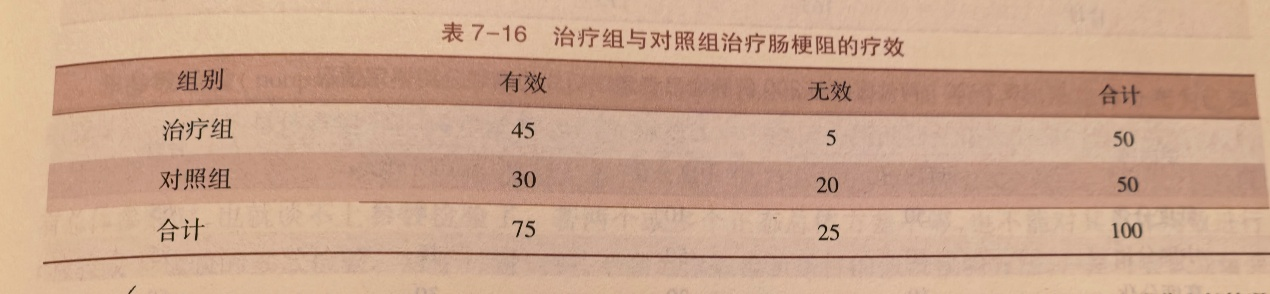 表 7-16 治疗组与对照组治疗肠梗阻的疗效
组别 有效 无效 合计
治疗组 45 5 50
对照组 30 20 50
合计 75 25 100